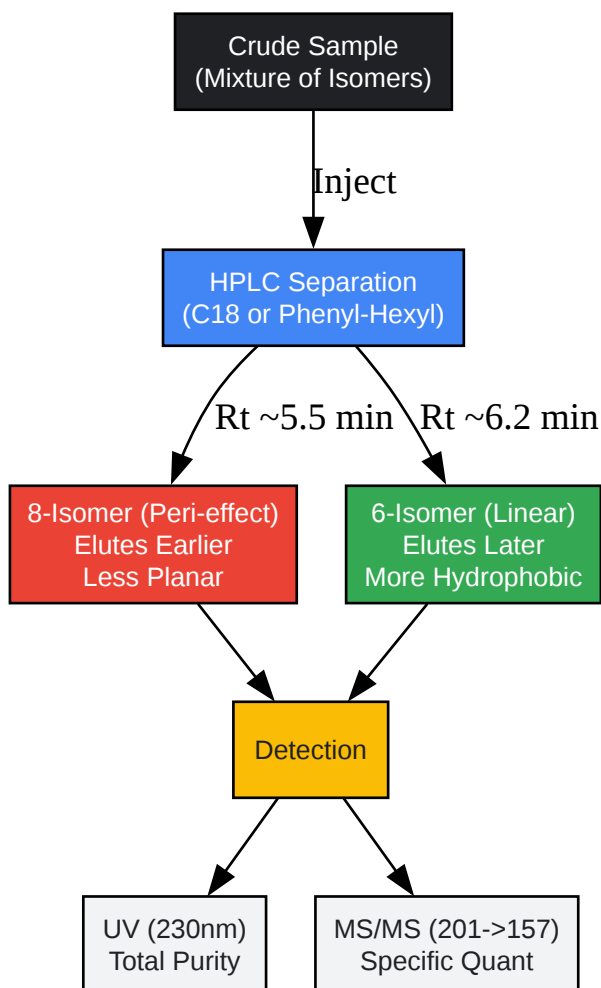 Crude Sample
(Mixture of Isomers)
Inject
HPLC Separation
(C18 or Phenyl-Hexyl)
Rt ~5.5 min
Rt ~6.2 min
8-Isomer (Peri-effect)
Elutes Earlier
Less Planar
6-Isomer (Linear)
Elutes Later
More Hydrophobic
Detection
UV (230nm)
Total Purity
MS/MS (201->157)
Specific Quant